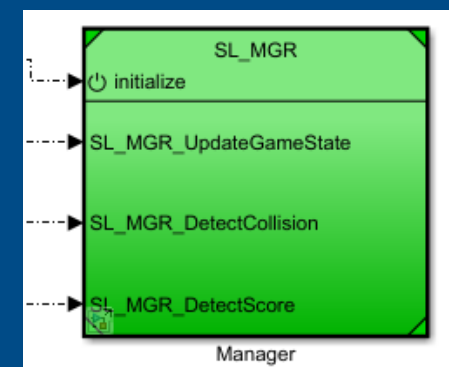 SL_MGR
initialize
SL_MGR_UpdateGameState
SL_MGR_DetectCollision
SL_MGR_DetectScore
Manager